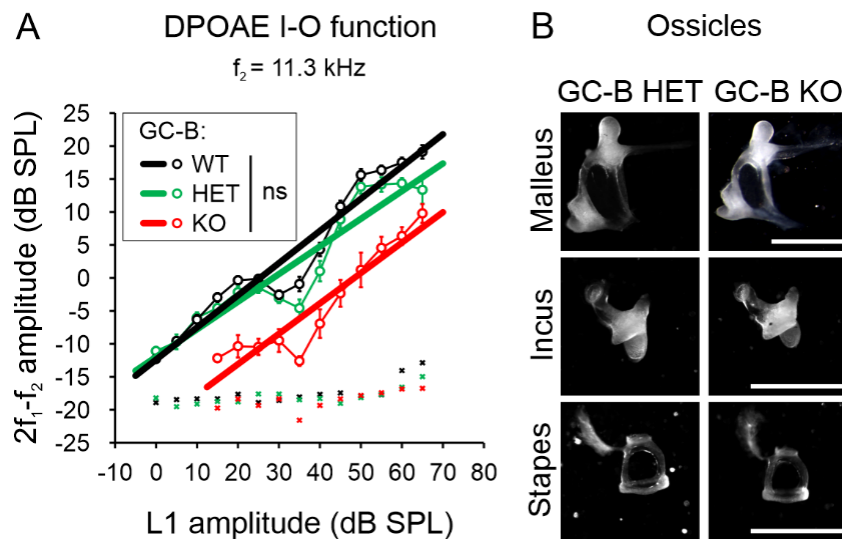 A
DPOAE I-O function
f₂ = 11.3 kHz
2f₁-f₂ amplitude (dB SPL)
25
20
15
10
5
0
-5
-10
-15
-20
-25
GC-B:
WT
HET
KO
ns
-10
0
10
20
30
40
50
60
70
80
L1 amplitude (dB SPL)
B
Ossicles
GC-B HET
GC-B KO
Malleus
Incus
Stapes